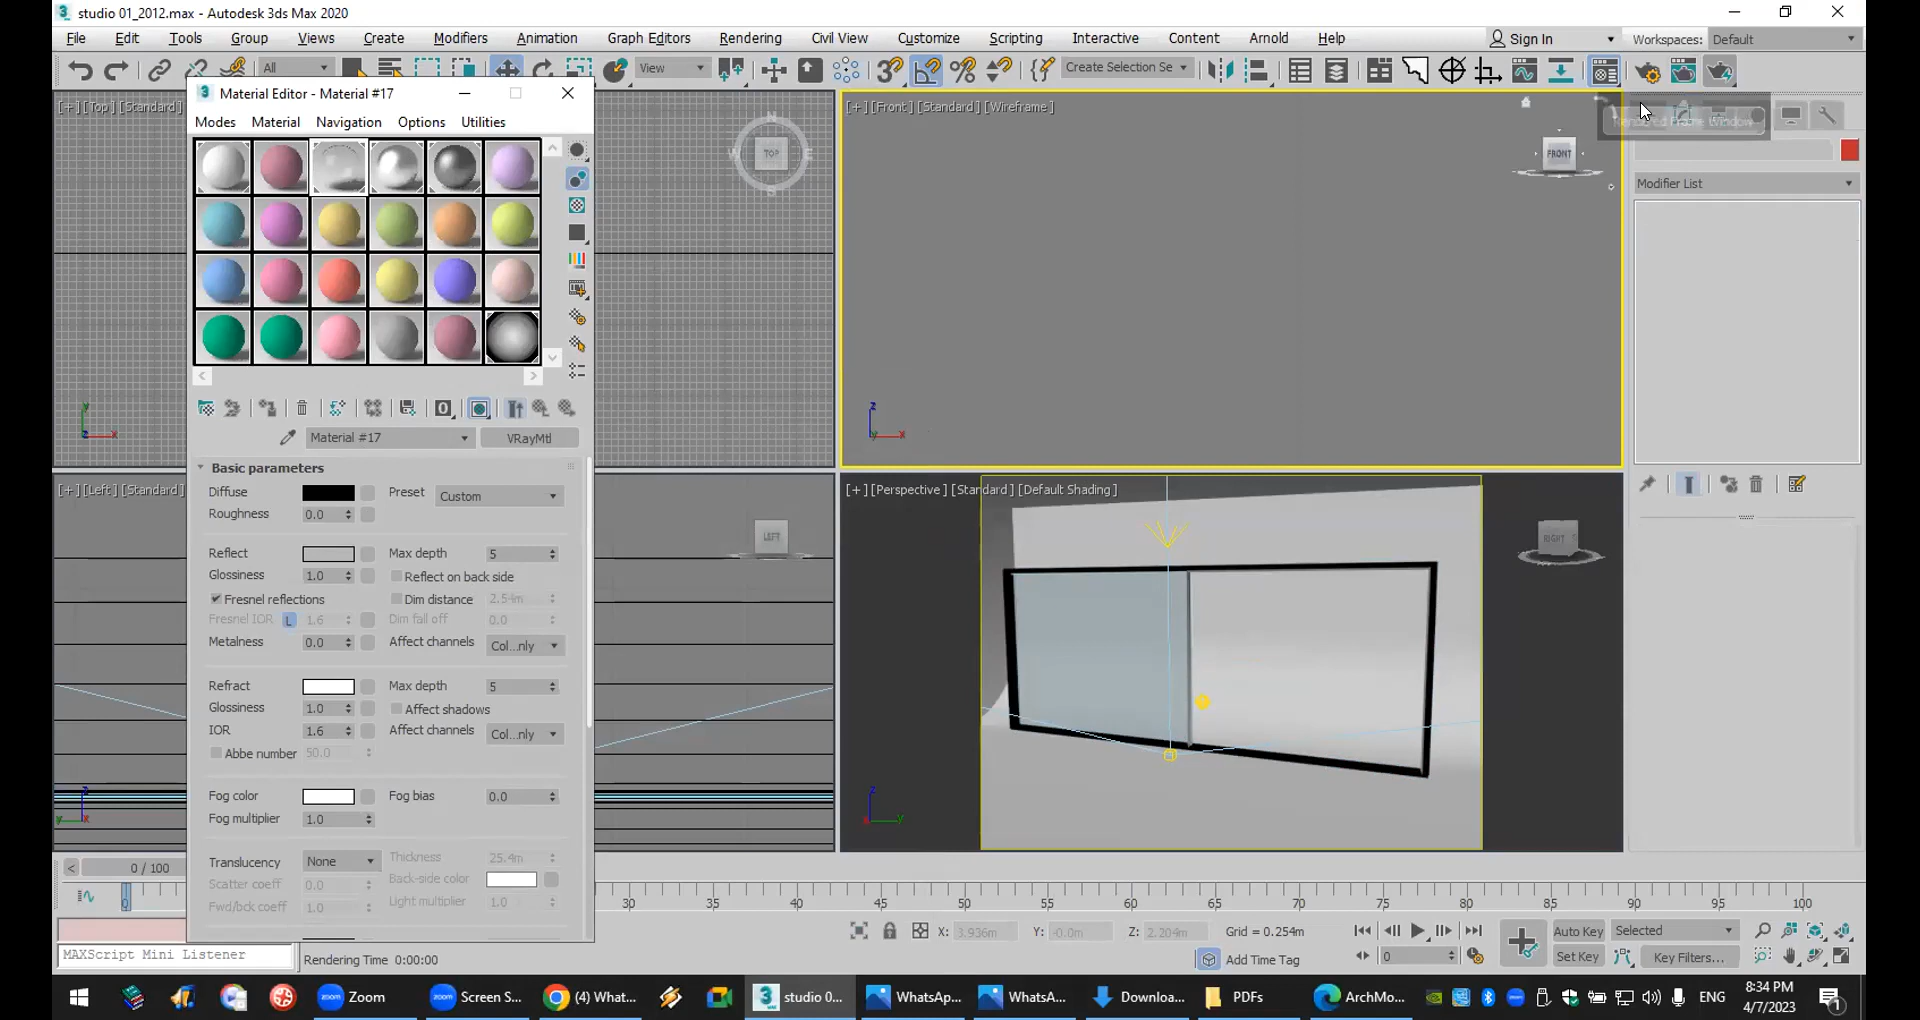 studio 01_2012.max - Autodesk 3ds Max 2020
File Edit Tools Group Views Create Modifiers Animation Graph Editors Rendering Civil View Customize Scripting Interactive Content Arnold Help Sign In Workspaces: Default
All View Create Selection Se
Material Editor - Material #17
Modes Material Navigation Options Utilities
[+] [Top] [Standard]
TOP
N
W E
S
[+] [Front] [Standard] [Wireframe]
FRONT
Rendered Frame Window
Modifier List
Material #17 VRayMtl
Basic parameters
Diffuse Preset Custom
Roughness 0.0
Reflect Max depth 5
Glossiness 1.0 Reflect on back side
Fresnel reflections Dim distance 2.54m
Fresnel IOR L 1.6 Dim fall off 0.0
Metalness 0.0 Affect channels Col...nly
Refract Max depth 5
Glossiness 1.0 Affect shadows
IOR 1.6 Affect channels Col...nly
Abbe number 50.0
Fog color Fog bias 0.0
Fog multiplier 1.0
Translucency None Thickness 25.4m
Scatter coeff 0.0 Back-side color
Fwd/bck coeff 1.0 Light multiplier 1.0
[+] [Left] [Standard]
LEFT
[+] [Perspective] [Standard] [Default Shading]
RIGHT
z
x
y
0 / 100
0 30 35 40 45 50 55 60 65 70 75 80 85 90 95 100
X: 3.936m Y: -0.0m Z: 2.204m Grid = 0.254m Auto Key Selected
MAXScript Mini Listener Rendering Time 0:00:00 Add Time Tag 0 Set Key Key Filters...
Zoom Screen S... (4) What... studio 0... WhatsAp... WhatsA... Downloa... PDFs ArchMo... ENG 8:34 PM
4/7/2023
1